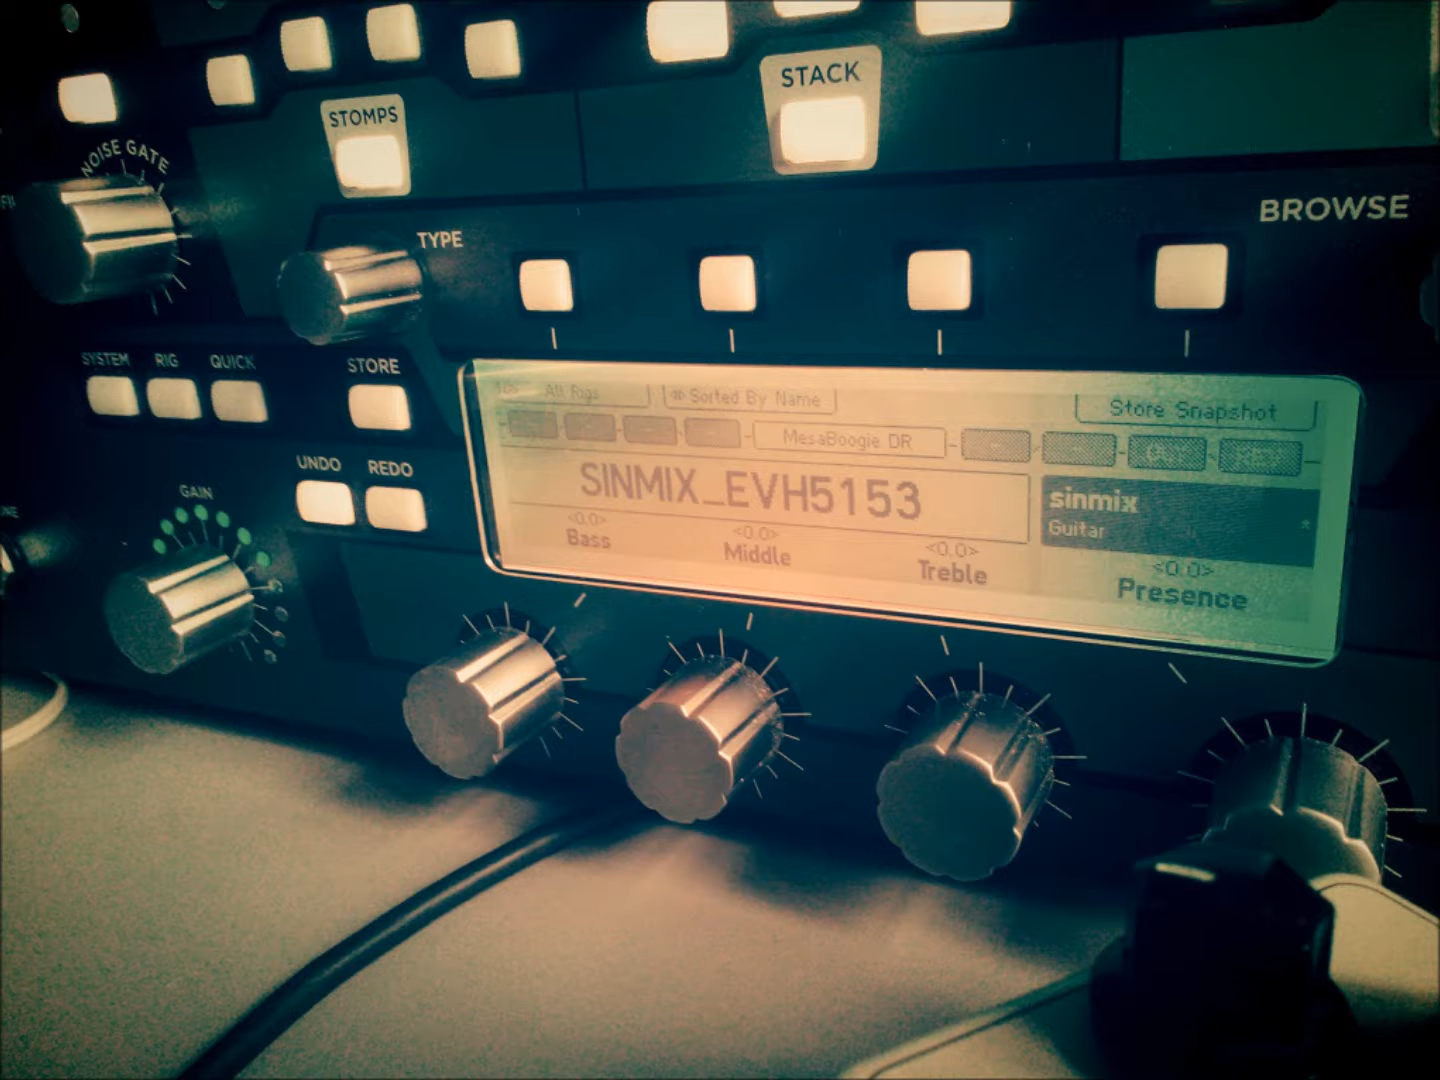 STACK
STOMPS
NOISE GATE
BROWSE
TYPE
SYSTEM RIG QUICK STORE
All Rigs Sorted By Name Store Snapshot
MesaBoogie DR
SINMIX_EVH5153
sinmix
Guitar
UNDO REDO
GAIN
<0.0> <0.0> <0.0> <0.0>
Bass Middle Treble Presence